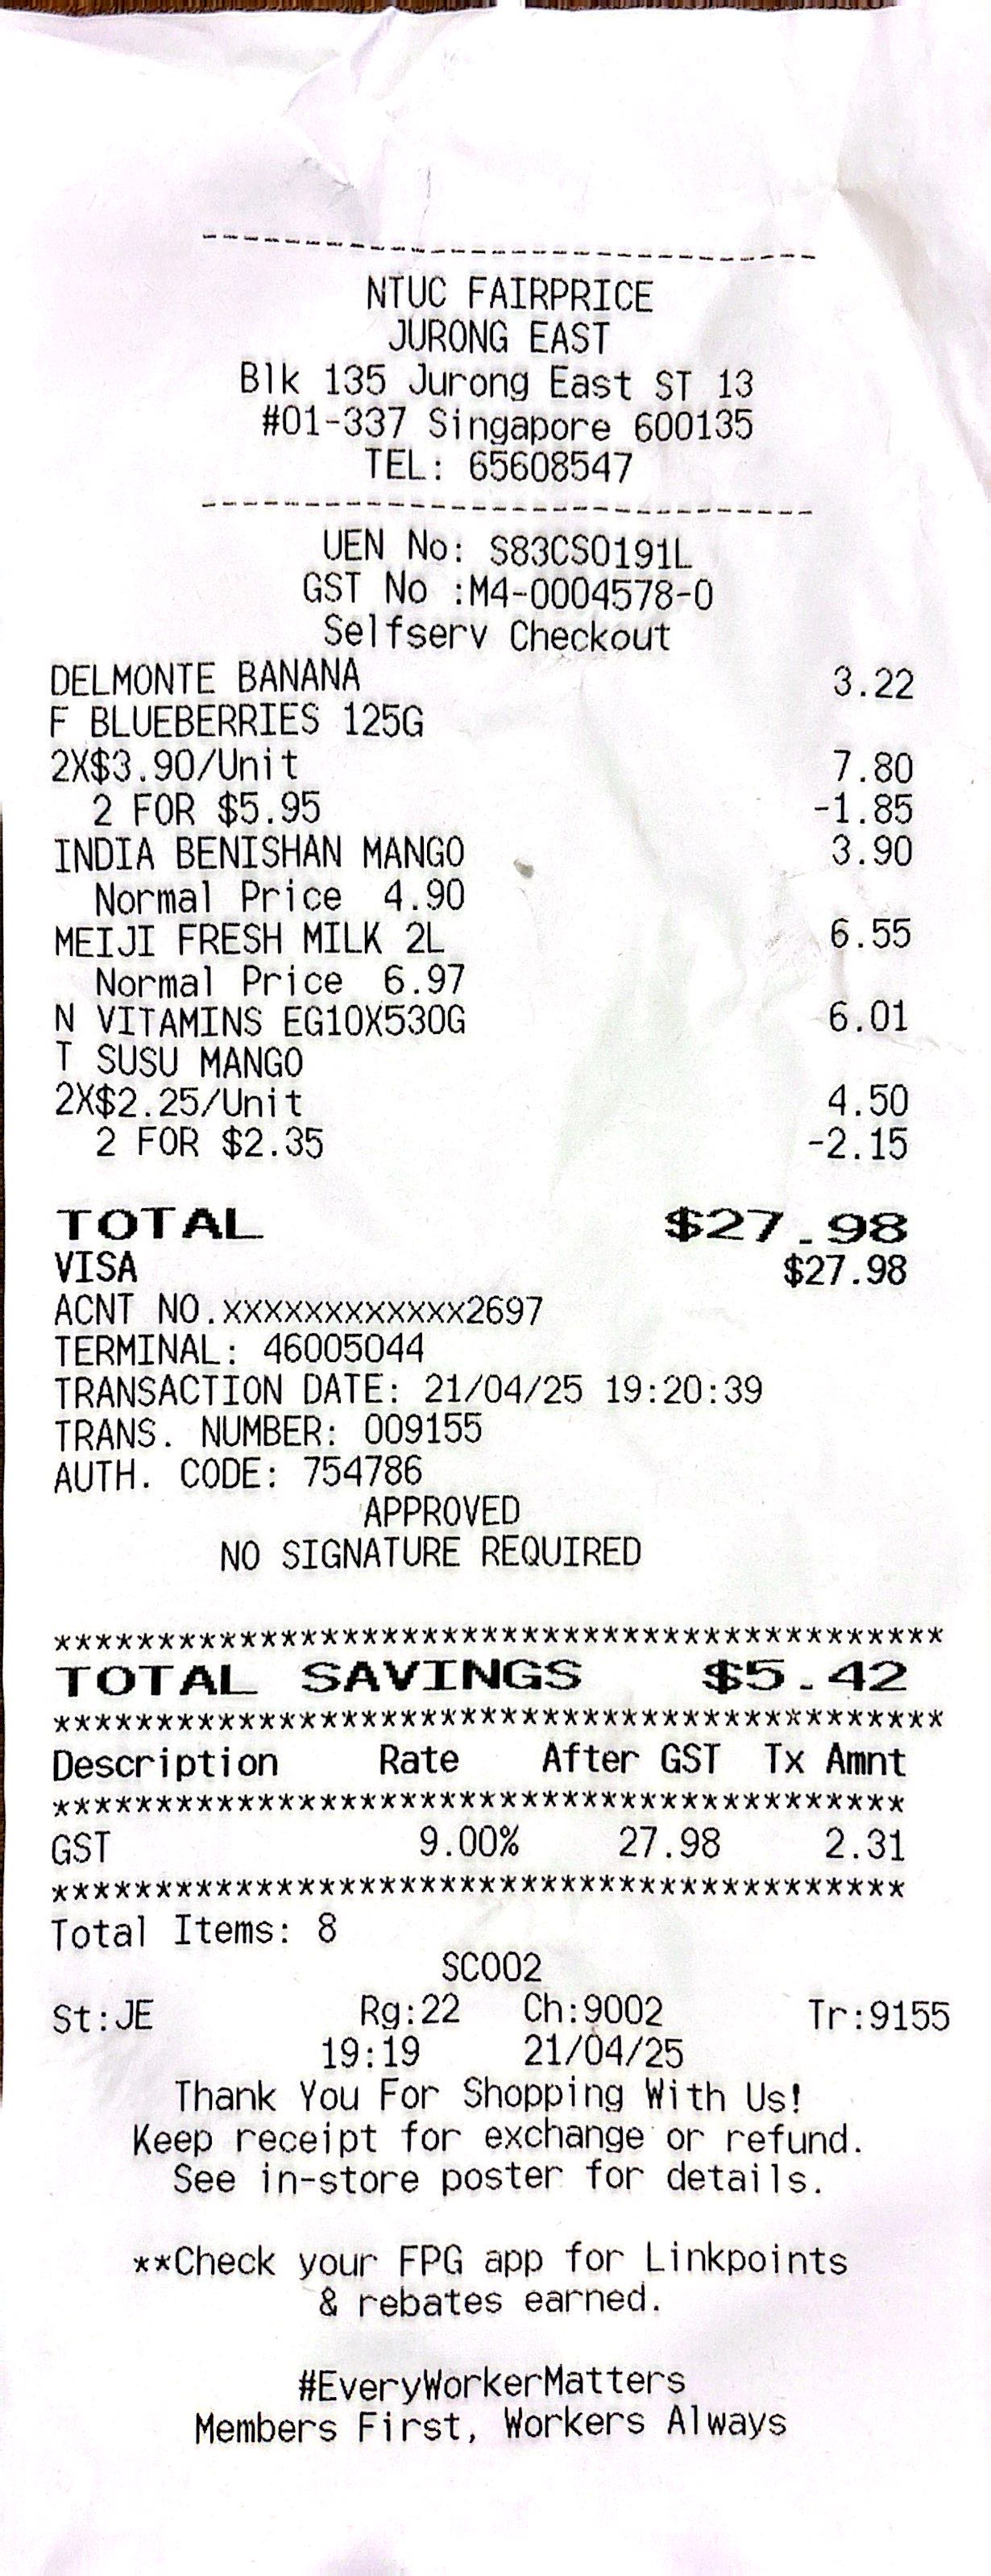 ------------------------------
NTUC FAIRPRICE
JURONG EAST
Blk 135 Jurong East ST 13
#01-337 Singapore 600135
TEL: 65608547
------------------------------
UEN No: S83CS0191L
GST No :M4-0004578-0
Selfserv Checkout
DELMONTE BANANA 3.22
F BLUEBERRIES 125G
2X$3.90/Unit 7.80
2 FOR $5.95 -1.85
INDIA BENISHAN MANGO 3.90
Normal Price 4.90
MEIJI FRESH MILK 2L 6.55
Normal Price 6.97
N VITAMINS EG10X530G 6.01
T SUSU MANGO
2X$2.25/Unit 4.50
2 FOR $2.35 -2.15
TOTAL $27.98
VISA $27.98
ACNT NO.xxxxxxxxxxxx2697
TERMINAL: 46005044
TRANSACTION DATE: 21/04/25 19:20:39
TRANS. NUMBER: 009155
AUTH. CODE: 754786
APPROVED
NO SIGNATURE REQUIRED
*******************************************
TOTAL SAVINGS $5.42
*******************************************
Description Rate After GST Tx Amnt
*****************************************
GST 9.00% 27.98 2.31
*****************************************
Total Items: 8
SC002
St:JE Rg:22 Ch:9002 Tr:9155
19:19 21/04/25
Thank You For Shopping With Us!
Keep receipt for exchange or refund.
See in-store poster for details.
**Check your FPG app for Linkpoints
& rebates earned.
#EveryWorkerMatters
Members First, Workers Always